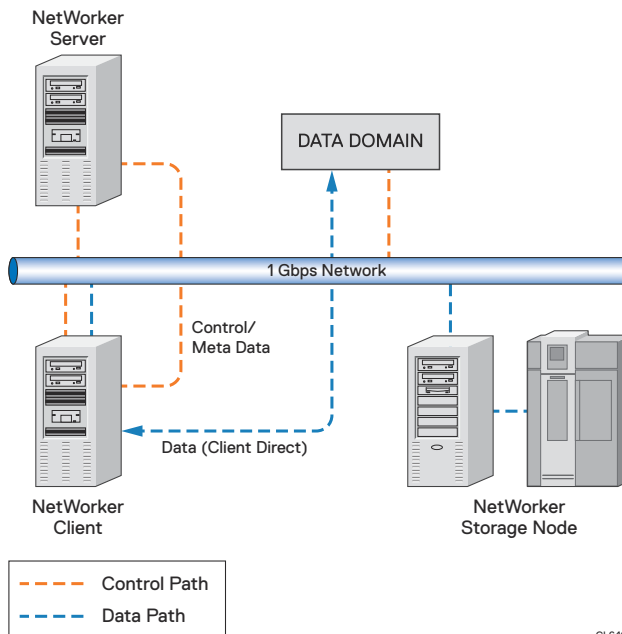 NetWorker
Server
DATA DOMAIN
1 Gbps Network
Control/
Meta Data
Data (Client Direct)
NetWorker
Client
NetWorker
Storage Node
Control Path
Data Path